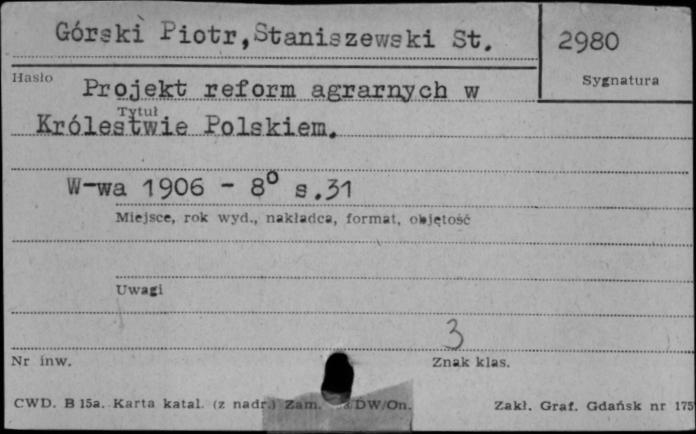 Górski Piotr, Staniszewski St.
2980
Hasło
Sygnatura
Projekt reform agrarnych w
Tytuł
Królestwie Polskiem.
W-wa 1906 - 8° s.31
Miejsce, rok wyd., nakładca, format, objętość
Uwagi
3
Nr inw.
Znak klas.
CWD. B 15a. Karta katal. (z nadr.) Zam. DW/On.
Zakł. Graf. Gdańsk nr 175